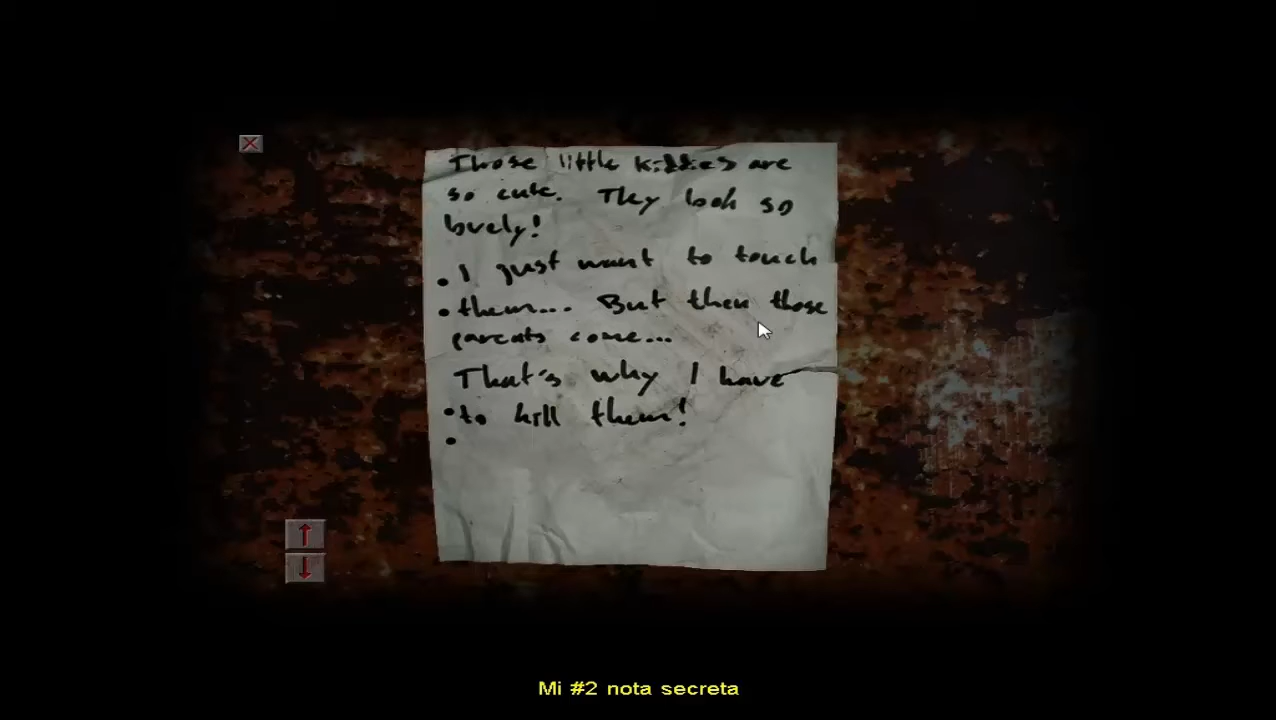 Those little kiddies are
so cute. They look so
lovely!
I just want to touch
them... But then those
parents come...
That's why I have
to kill them!
Mi #2 nota secreta